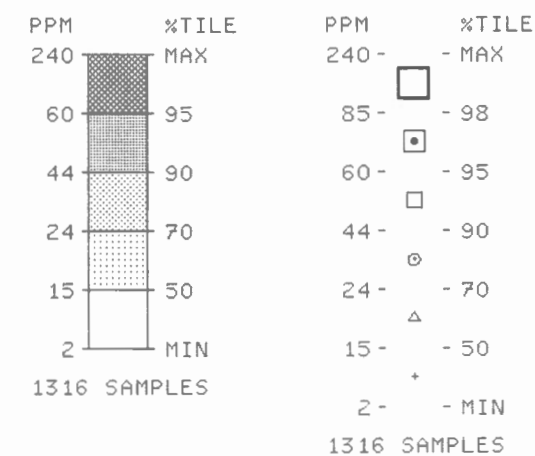 PPM %TILE
240 MAX
60 95
44 90
24 70
15 50
2 MIN
1316 SAMPLES
PPM %TILE
240 - - MAX
85 - - 98
60 - - 95
44 - - 90
24 - - 70
15 - - 50
2 - - MIN
1316 SAMPLES